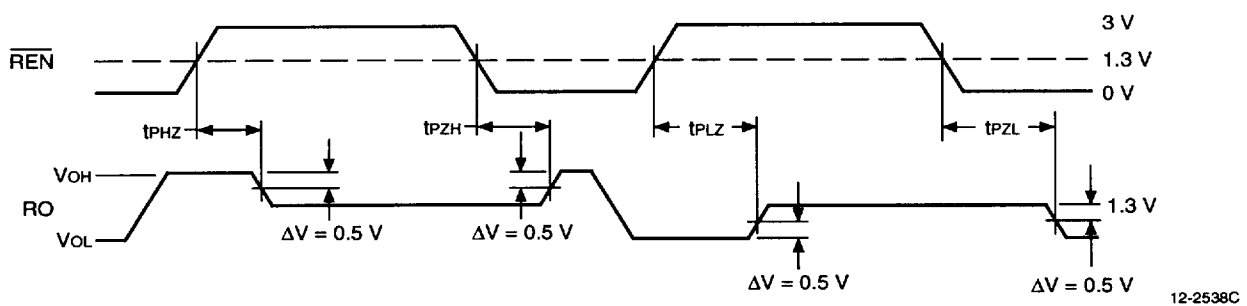 3 V
R̅E̅N̅
1.3 V
0 V
tPHZ
tPZH
tPLZ
tPZL
VOH
RO
1.3 V
VOL
ΔV = 0.5 V
ΔV = 0.5 V
ΔV = 0.5 V
ΔV = 0.5 V
12-2538C